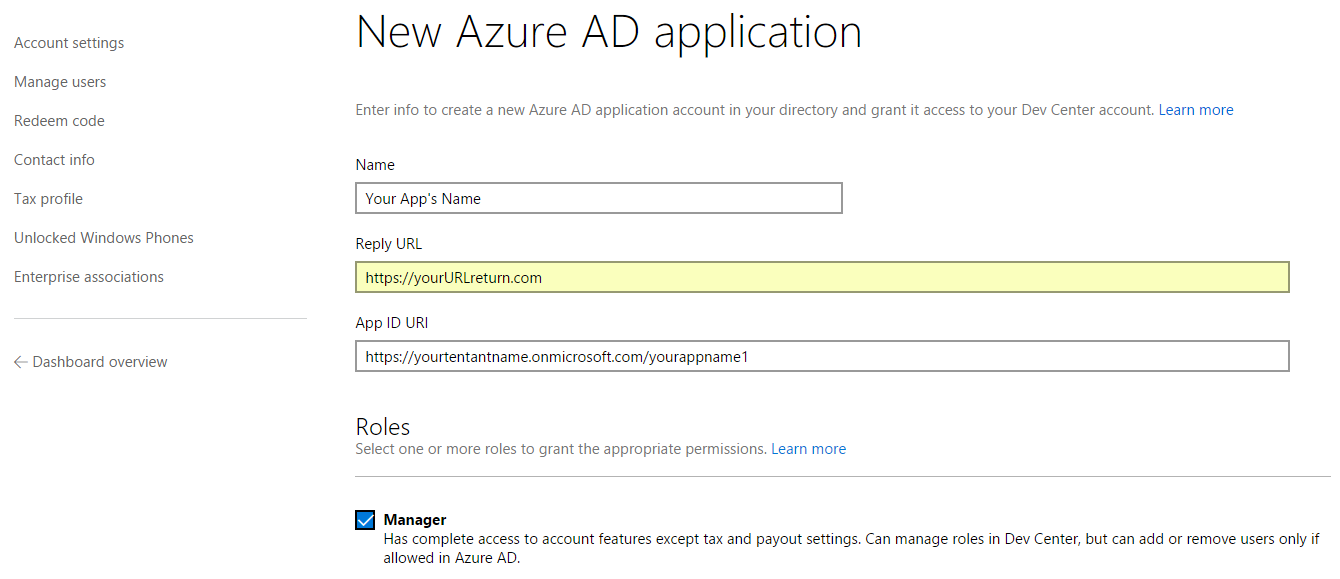 Account settings
Manage users
Redeem code
Contact info
Tax profile
Unlocked Windows Phones
Enterprise associations
← Dashboard overview
New Azure AD application
Enter info to create a new Azure AD application account in your directory and grant it access to your Dev Center account. Learn more
Name
Your App's Name
Reply URL
https://yourURLreturn.com
App ID URI
https://yourtentantname.onmicrosoft.com/yourappname1
Roles
Select one or more roles to grant the appropriate permissions. Learn more
Manager
Has complete access to account features except tax and payout settings. Can manage roles in Dev Center, but can add or remove users only if
allowed in Azure AD.